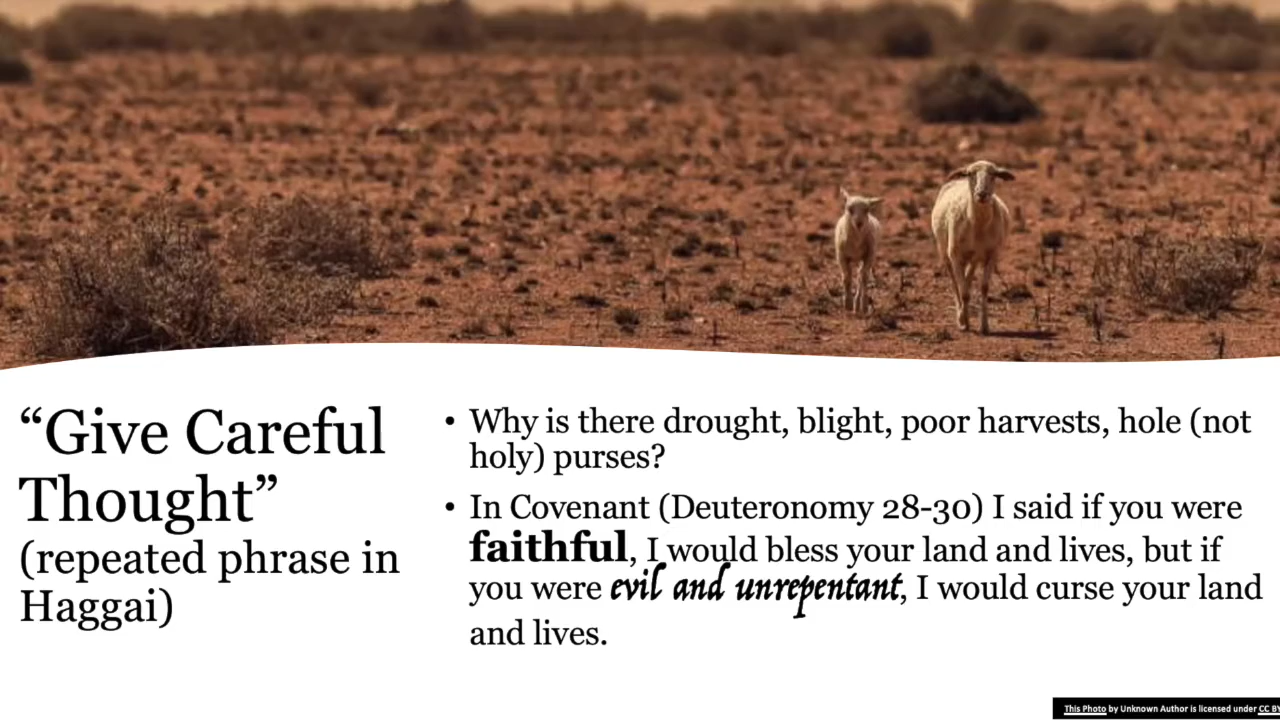 “Give Careful
Thought”
(repeated phrase in
Haggai)
• Why is there drought, blight, poor harvests, hole (not
holy) purses?
• In Covenant (Deuteronomy 28-30) I said if you were
faithful, I would bless your land and lives, but if
you were evil and unrepentant, I would curse your land
and lives.
This Photo by Unknown Author is licensed under CC BY